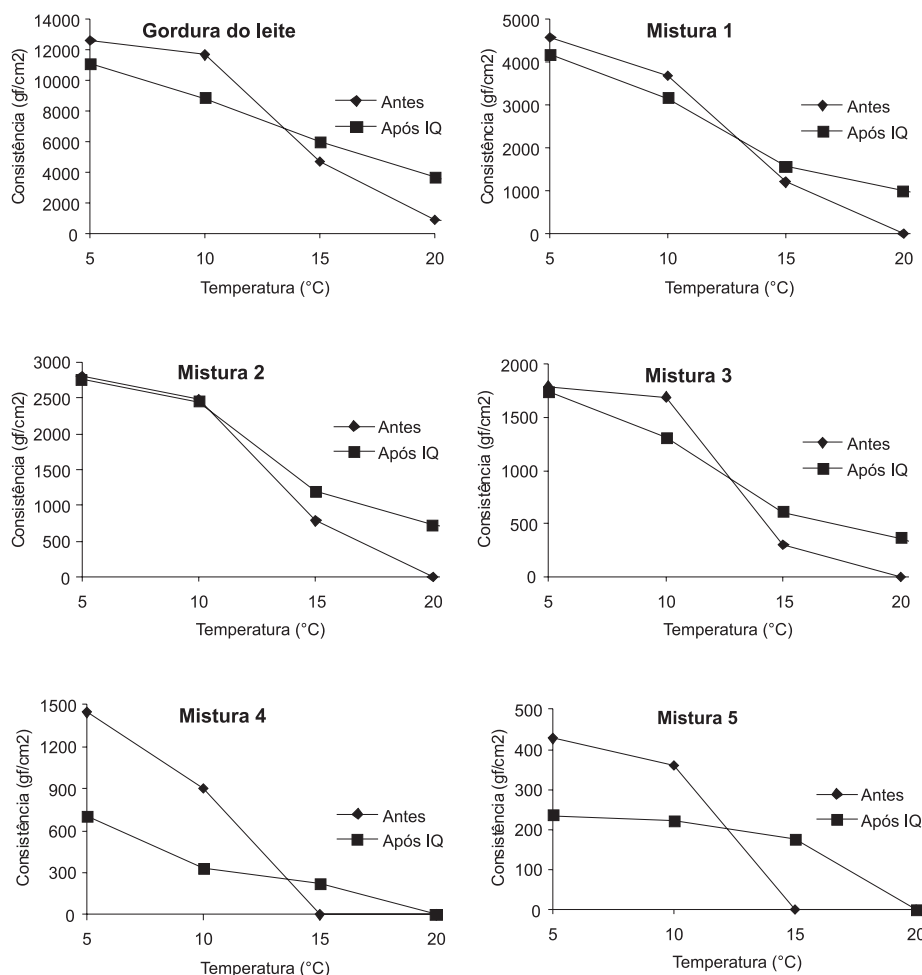 Gordura do leite
Consistência (gf/cm2)
14000
12000
10000
8000
6000
4000
2000
0
5 10 15 20
Temperatura (°C)
Antes
Após IQ
Mistura 1
Consistência (gf/cm2)
5000
4000
3000
2000
1000
0
5 10 15 20
Temperatura (°C)
Antes
Após IQ
Mistura 2
Consistência (gf/cm2)
3000
2500
2000
1500
1000
500
0
5 10 15 20
Temperatura (°C)
Antes
Após IQ
Mistura 3
Consistência (gf/cm2)
2000
1500
1000
500
0
5 10 15 20
Temperatura (°C)
Antes
Após IQ
Mistura 4
Consistência (gf/cm2)
1500
1200
900
600
300
0
5 10 15 20
Temperatura (°C)
Antes
Após IQ
Mistura 5
Consistência (gf/cm2)
500
400
300
200
100
0
5 10 15 20
Temperatura (°C)
Antes
Após IQ